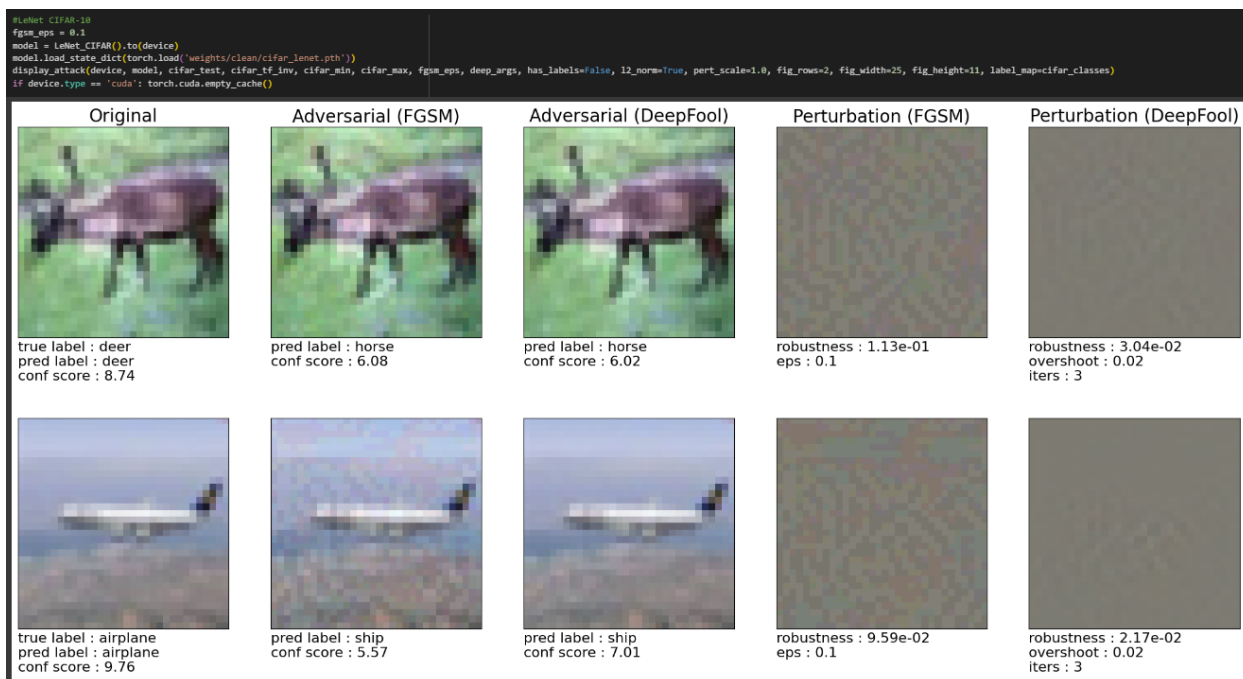 #LeNet CIFAR-10
fgsm_eps = 0.1
model = LeNet_CIFAR().to(device)
model.load_state_dict(torch.load('weights/clean/cifar_lenet.pth'))
display_attack(device, model, cifar_test, cifar_tf_inv, cifar_min, cifar_max, fgsm_eps, deep_args, has_labels=False, l2_norm=True, pert_scale=1.0, fig_rows=2, fig_width=25, fig_height=11, label_map=cifar_classes)
if device.type == 'cuda': torch.cuda.empty_cache()
Original Adversarial (FGSM) Adversarial (DeepFool) Perturbation (FGSM) Perturbation (DeepFool)
true label : deer pred label : horse pred label : horse robustness : 1.13e-01 robustness : 3.04e-02
pred label : deer conf score : 6.08 conf score : 6.02 eps : 0.1 overshoot : 0.02
conf score : 8.74 iters : 3
true label : airplane pred label : ship pred label : ship robustness : 9.59e-02 robustness : 2.17e-02
pred label : airplane conf score : 5.57 conf score : 7.01 eps : 0.1 overshoot : 0.02
conf score : 9.76 iters : 3